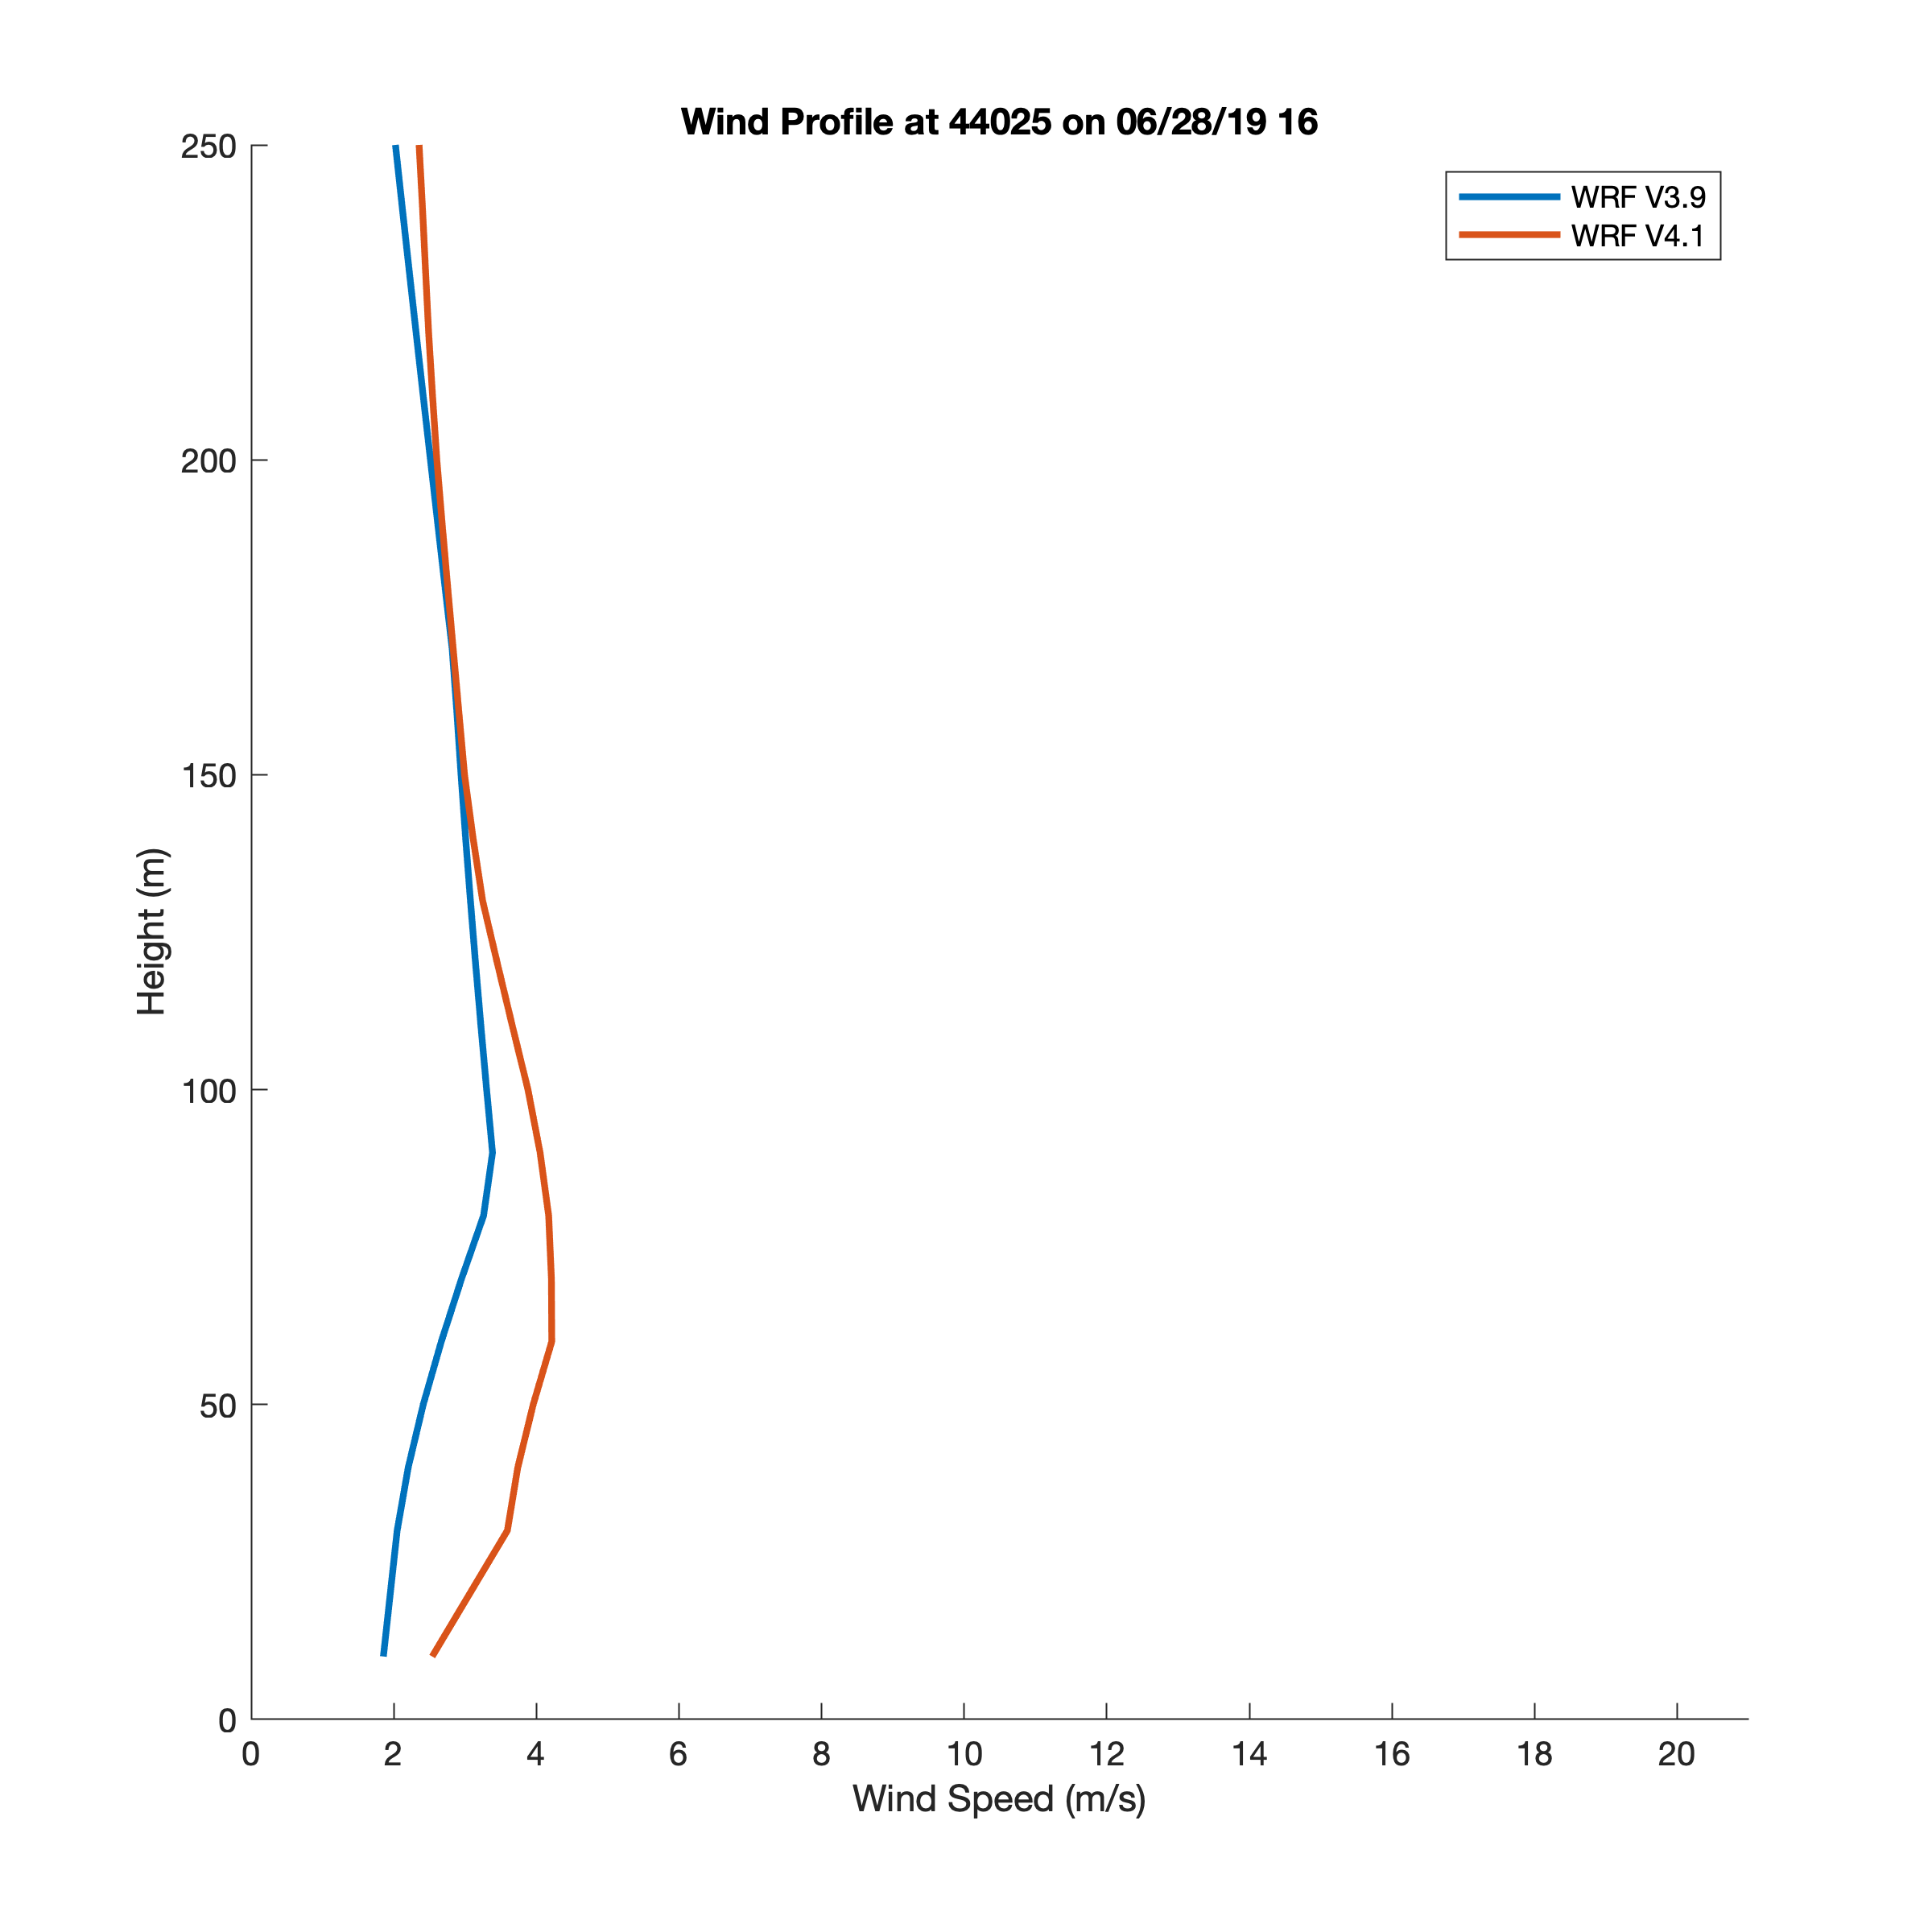 Wind Profile at 44025 on 06/28/19 16
WRF V3.9
WRF V4.1
250
200
150
100
50
0
Height (m)
0 2 4 6 8 10 12 14 16 18 20
Wind Speed (m/s)